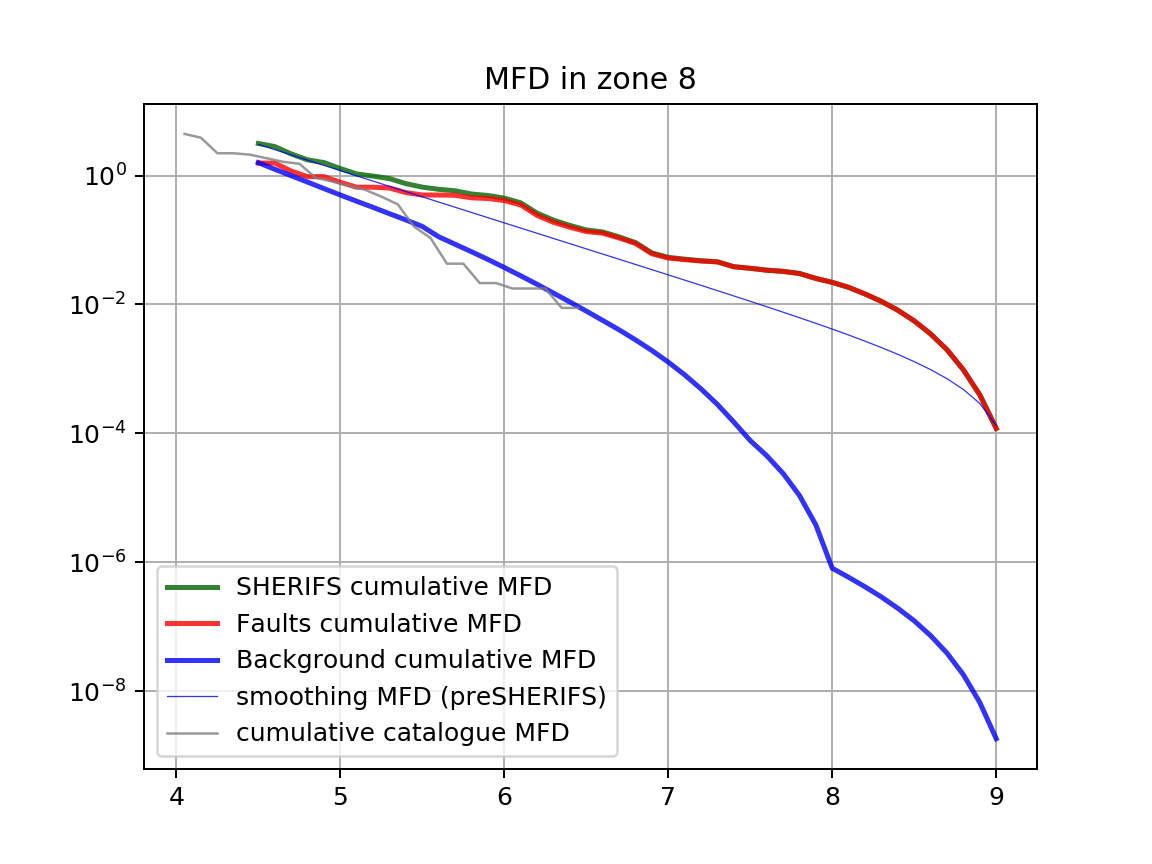 MFD in zone 8
10^0
10^-2
10^-4
10^-6
10^-8
SHERIFS cumulative MFD
Faults cumulative MFD
Background cumulative MFD
smoothing MFD (preSHERIFS)
cumulative catalogue MFD
4 5 6 7 8 9